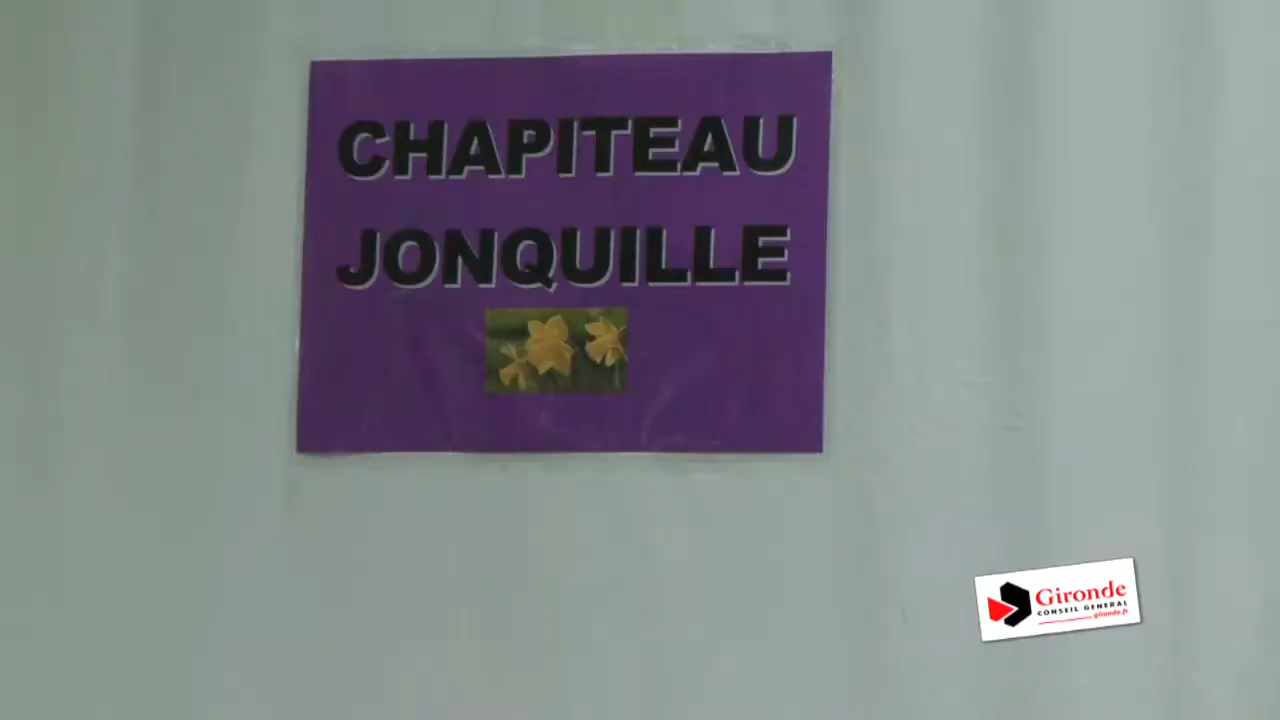 CHAPITEAU
JONQUILLE
Gironde
CONSEIL GENERAL
gironde.fr